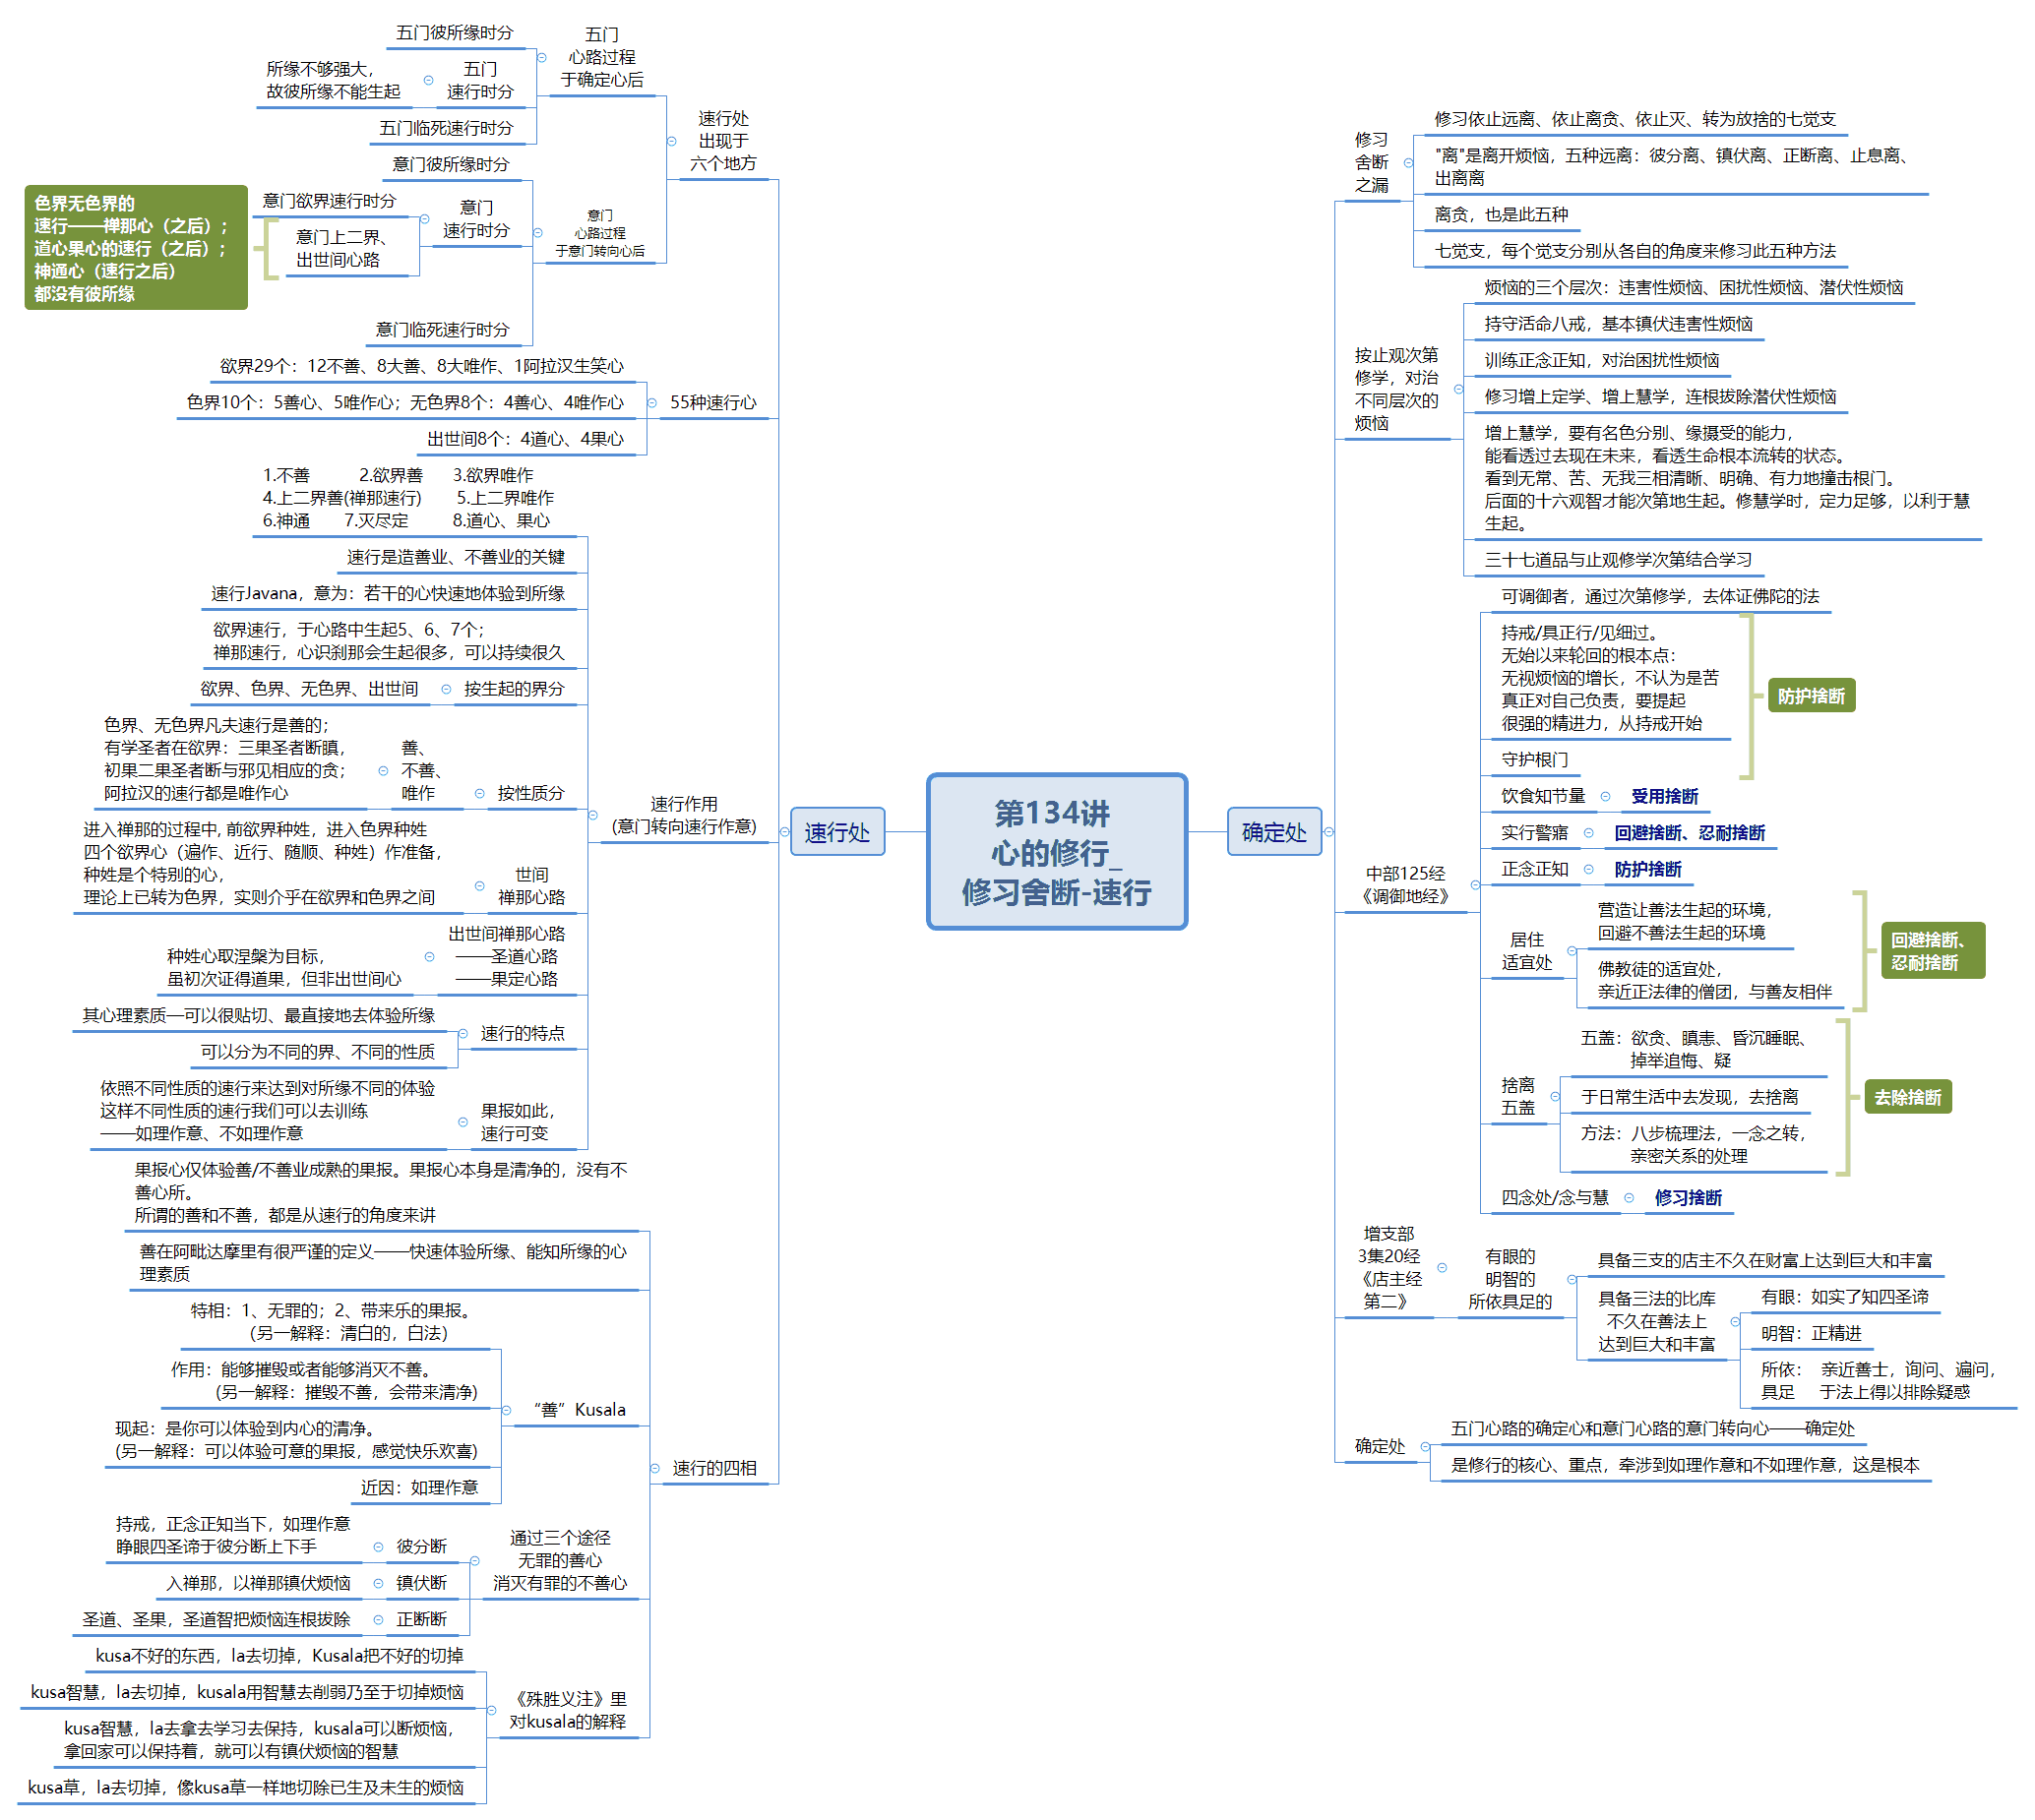 第134讲
心的修行_
修习舍断-速行
确定处
修习
舍断
之漏
修习依止远离、依止离贪、依止灭、转为放捨的七觉支
"离"是离开烦恼，五种远离：彼分离、镇伏离、正断离、止息离、
出离离
离贪，也是此五种
七觉支，每个觉支分别从各自的角度来修习此五种方法
按止观次第
修学，对治
不同层次的
烦恼
烦恼的三个层次：违害性烦恼、困扰性烦恼、潜伏性烦恼
持守活命八戒，基本镇伏违害性烦恼
训练正念正知，对治困扰性烦恼
修习增上定学、增上慧学，连根拔除潜伏性烦恼
增上慧学，要有名色分别、缘摄受的能力，
能看透过去现在未来，看透生命根本流转的状态。
看到无常、苦、无我三相清晰、明确、有力地撞击根门。
后面的十六观智才能次第地生起。修慧学时，定力足够，以利于慧
生起。
三十七道品与止观修学次第结合学习
中部125经
《调御地经》
可调御者，通过次第修学，去体证佛陀的法
持戒/具正行/见细过。
无始以来轮回的根本点：
无视烦恼的增长，不认为是苦
真正对自己负责，要提起
很强的精进力，从持戒开始
守护根门
防护捨断
饮食知节量
受用捨断
实行警寤
回避捨断、忍耐捨断
正念正知
防护捨断
居住
适宜处
营造让善法生起的环境，
回避不善法生起的环境
佛教徒的适宜处，
亲近正法律的僧团，与善友相伴
回避捨断、
忍耐捨断
捨离
五盖
五盖：欲贪、瞋恚、昏沉睡眠、
掉举追悔、疑
于日常生活中去发现，去捨离
方法：八步梳理法，一念之转，
亲密关系的处理
去除捨断
四念处/念与慧
修习捨断
增支部
3集20经
《店主经
第二》
有眼的
明智的
所依具足的
具备三支的店主不久在财富上达到巨大和丰富
具备三法的比库
不久在善法上
达到巨大和丰富
有眼：如实了知四圣谛
明智：正精进
所依： 亲近善士，询问、遍问，
具足 于法上得以排除疑惑
确定处
五门心路的确定心和意门心路的意门转向心——确定处
是修行的核心、重点，牵涉到如理作意和不如理作意，这是根本
速行处
速行处
出现于
六个地方
五门
心路过程
于确定心后
五门彼所缘时分
五门
速行时分
所缘不够强大，
故彼所缘不能生起
五门临死速行时分
意门
心路过程
于意门转向心后
意门彼所缘时分
意门
速行时分
意门欲界速行时分
意门上二界、
出世间心路
色界无色界的
速行——禅那心（之后）；
道心果心的速行（之后）；
神通心（速行之后）
都没有彼所缘
意门临死速行时分
55种速行心
欲界29个：12不善、8大善、8大唯作、1阿拉汉生笑心
色界10个：5善心、5唯作心；无色界8个：4善心、4唯作心
出世间8个：4道心、4果心
速行作用
(意门转向速行作意)
1.不善 2.欲界善 3.欲界唯作
4.上二界善(禅那速行) 5.上二界唯作
6.神通 7.灭尽定 8.道心、果心
速行是造善业、不善业的关键
速行Javana，意为：若干的心快速地体验到所缘
欲界速行，于心路中生起5、6、7个；
禅那速行，心识刹那会生起很多，可以持续很久
按生起的界分
欲界、色界、无色界、出世间
按性质分
善、
不善、
唯作
色界、无色界凡夫速行是善的；
有学圣者在欲界：三果圣者断瞋，
初果二果圣者断与邪见相应的贪；
阿拉汉的速行都是唯作心
世间
禅那心路
进入禅那的过程中，前欲界种姓，进入色界种姓
四个欲界心（遍作、近行、随顺、种姓）作准备，
种姓是个特别的心，
理论上已转为色界，实则介乎在欲界和色界之间
出世间禅那心路
——圣道心路
——果定心路
种姓心取涅槃为目标，
虽初次证得道果，但非出世间心
速行的特点
其心理素质—可以很贴切、最直接地去体验所缘
可以分为不同的界、不同的性质
果报如此，
速行可变
依照不同性质的速行来达到对所缘不同的体验
这样不同性质的速行我们可以去训练
——如理作意、不如理作意
速行的四相
果报心仅体验善/不善业成熟的果报。果报心本身是清净的，没有不
善心所。
所谓的善和不善，都是从速行的角度来讲
善在阿毗达摩里有很严谨的定义——快速体验所缘、能知所缘的心
理素质
“善”Kusala
特相：1、无罪的；2、带来乐的果报。
（另一解释：清白的，白法）
作用：能够摧毁或者能够消灭不善。
(另一解释：摧毁不善，会带来清净)
现起：是你可以体验到内心的清净。
(另一解释：可以体验可意的果报，感觉快乐欢喜)
近因：如理作意
通过三个途径
无罪的善心
消灭有罪的不善心
彼分断
持戒，正念正知当下，如理作意
睁眼四圣谛于彼分断上下手
镇伏断
入禅那，以禅那镇伏烦恼
正断断
圣道、圣果，圣道智把烦恼连根拔除
《殊胜义注》里
对kusala的解释
kusa不好的东西，la去切掉，Kusala把不好的切掉
kusa智慧，la去切掉，kusala用智慧去削弱乃至于切掉烦恼
kusa智慧，la去拿去学习去保持，kusala可以断烦恼，
拿回家可以保持着，就可以有镇伏烦恼的智慧
kusa草，la去切掉，像kusa草一样地切除已生及未生的烦恼